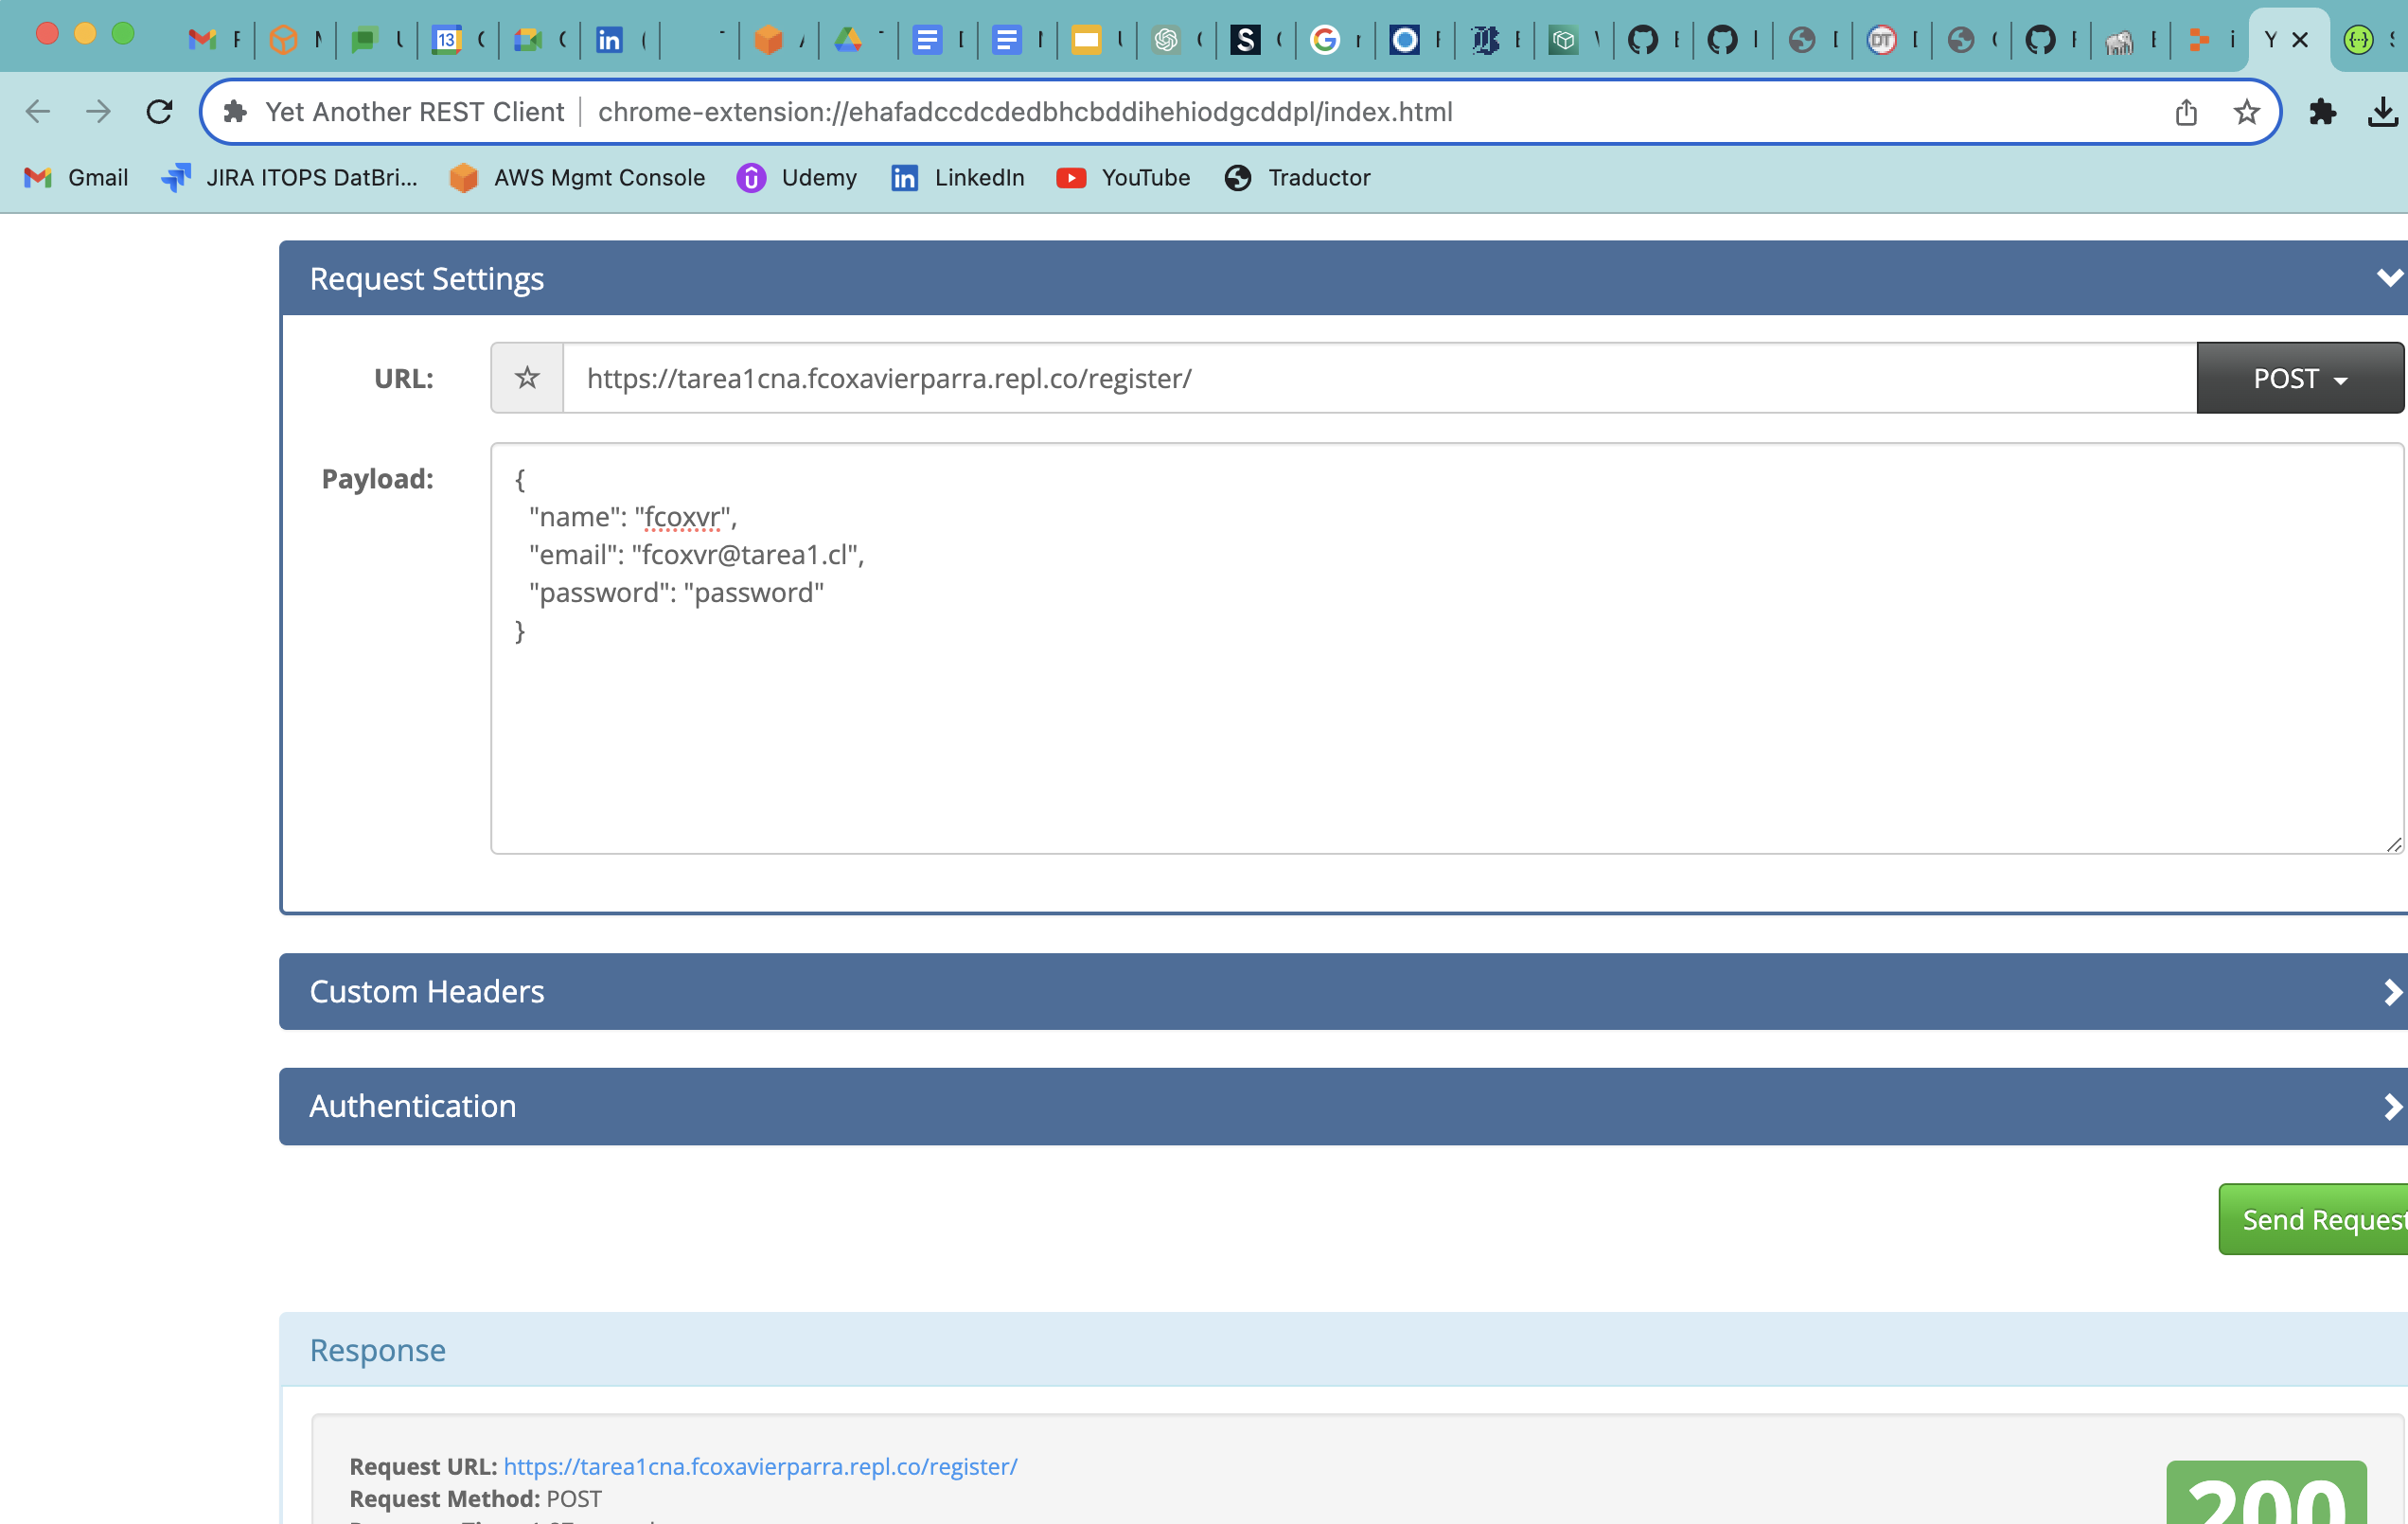 Yet Another REST Client | chrome-extension://ehafadccdcdedbhcbddihehiodgcddpl/index.html
Gmail JIRA ITOPS DatBri... AWS Mgmt Console Udemy LinkedIn YouTube Traductor
Request Settings
URL: https://tarea1cna.fcoxavierparra.repl.co/register/ POST
Payload:
{
"name": "fcoxvr",
"email": "fcoxvr@tarea1.cl",
"password": "password"
}
Custom Headers
Authentication
Send Request
Response
Request URL: https://tarea1cna.fcoxavierparra.repl.co/register/
200
Request Method: POST